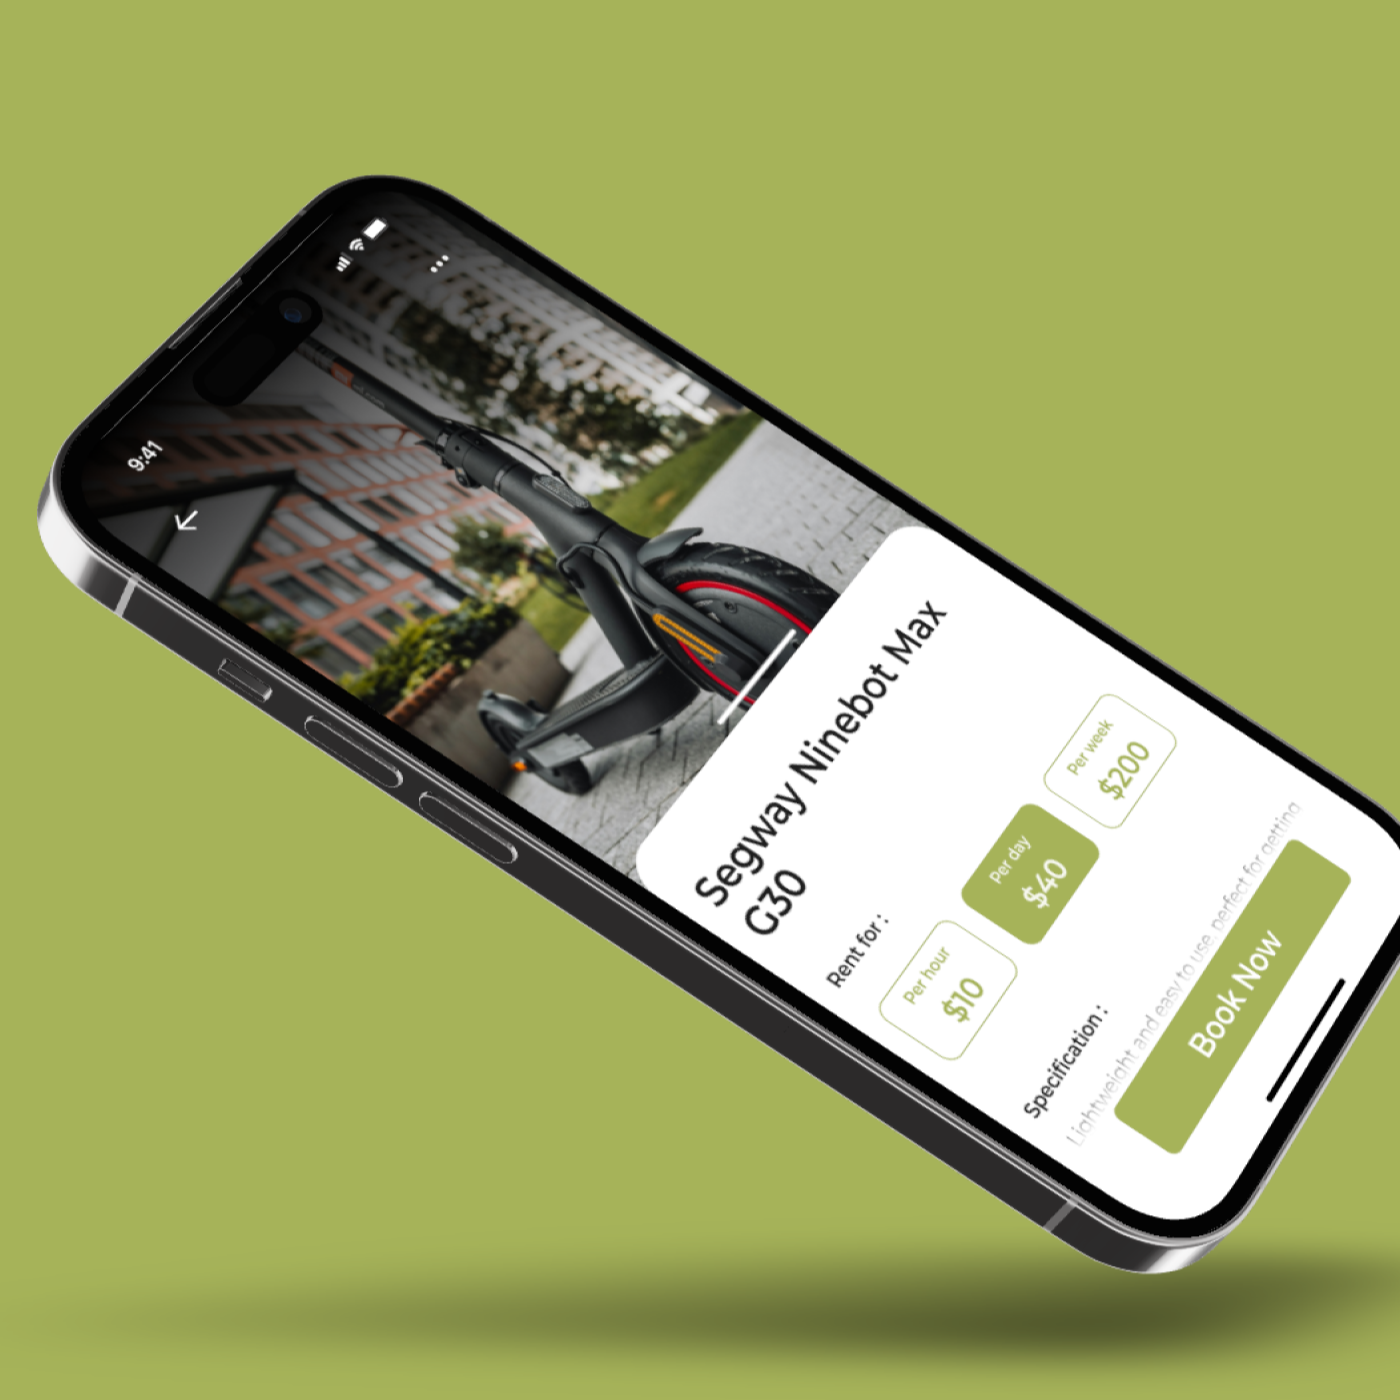 9:41
Segway Ninebot Max
G30
Rent for :
Per hour
$10
Per day
$40
Per week
$200
Specification :
Lightweight and easy to use, perfect for getting
Book Now